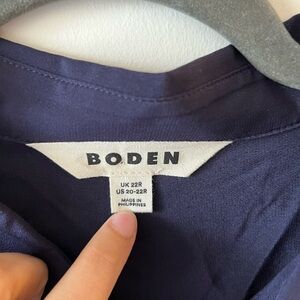 BODEN
UK 22R
US 20-22R
MADE IN
PHILIPPINES